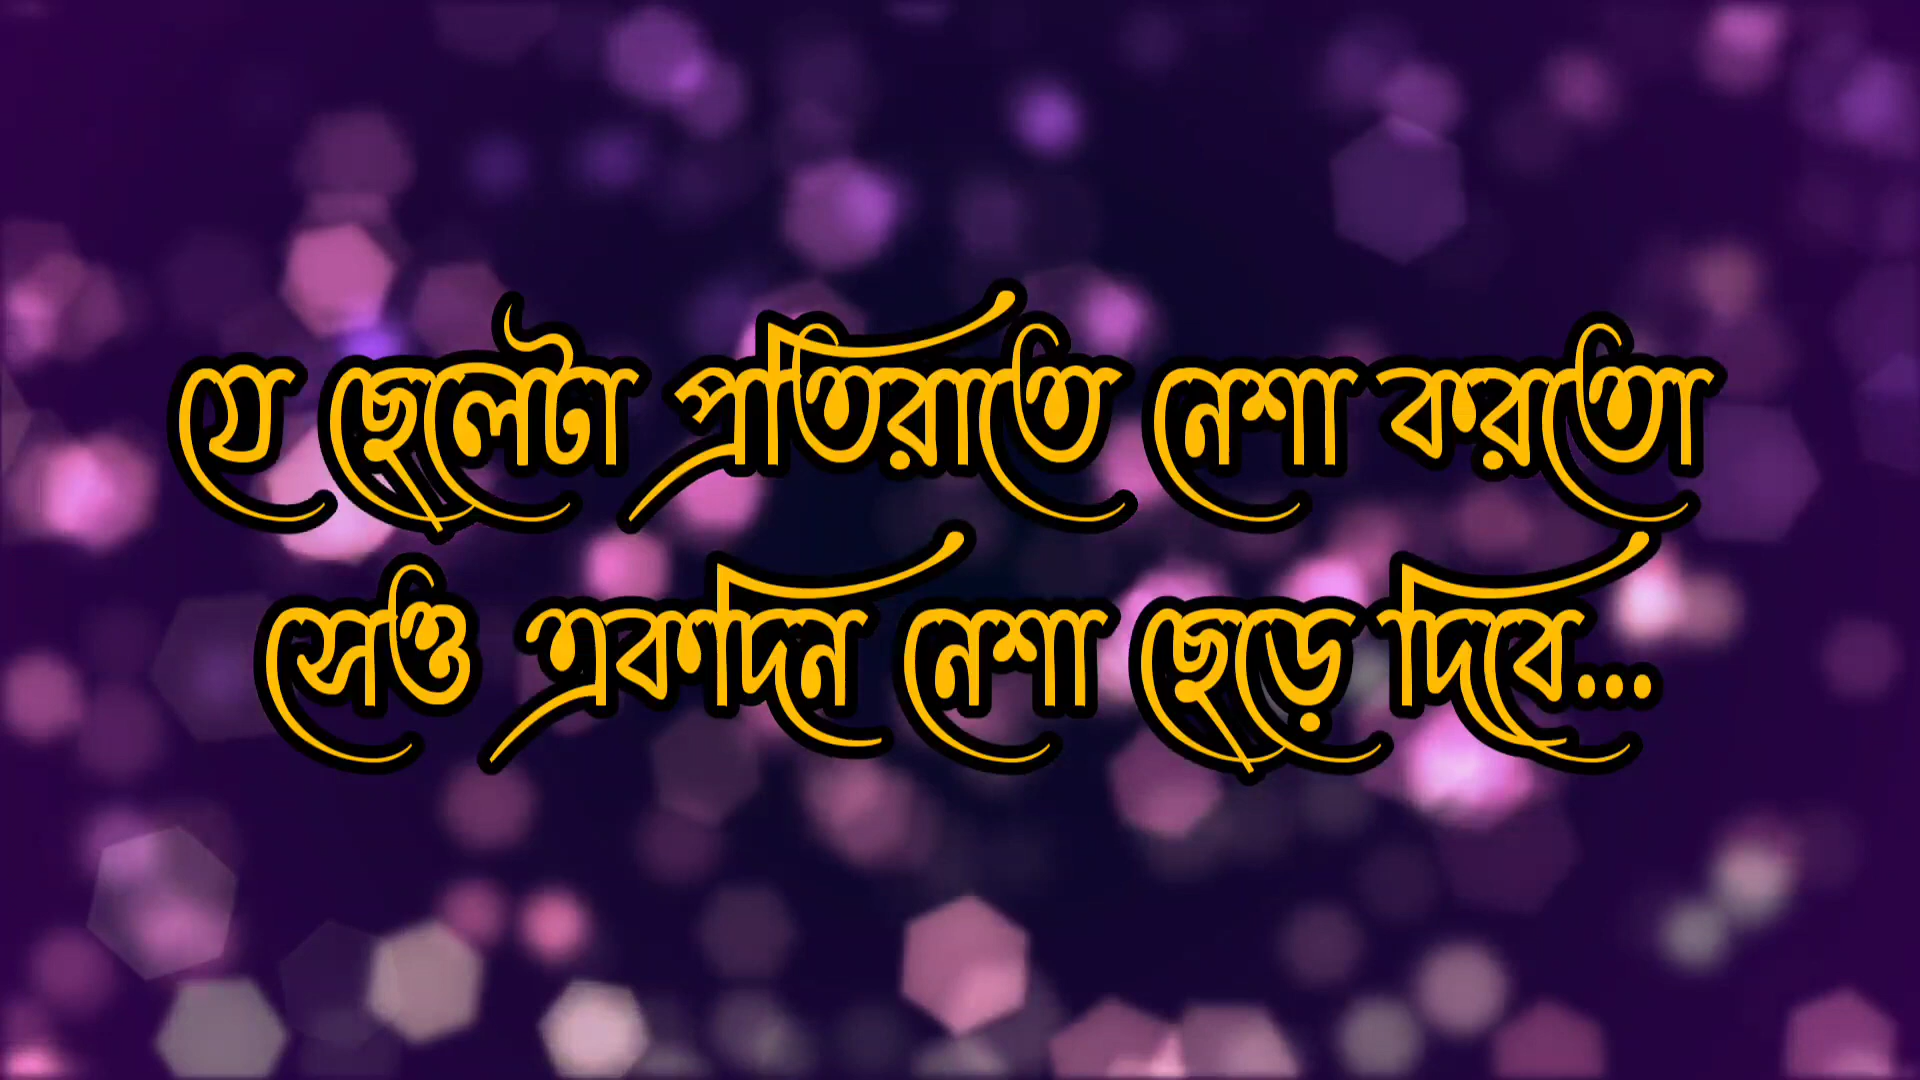 যে ছেলেটা প্রতিরাতে নেশা করতো
সেও একদিন নেশা ছেড়ে দিবে...